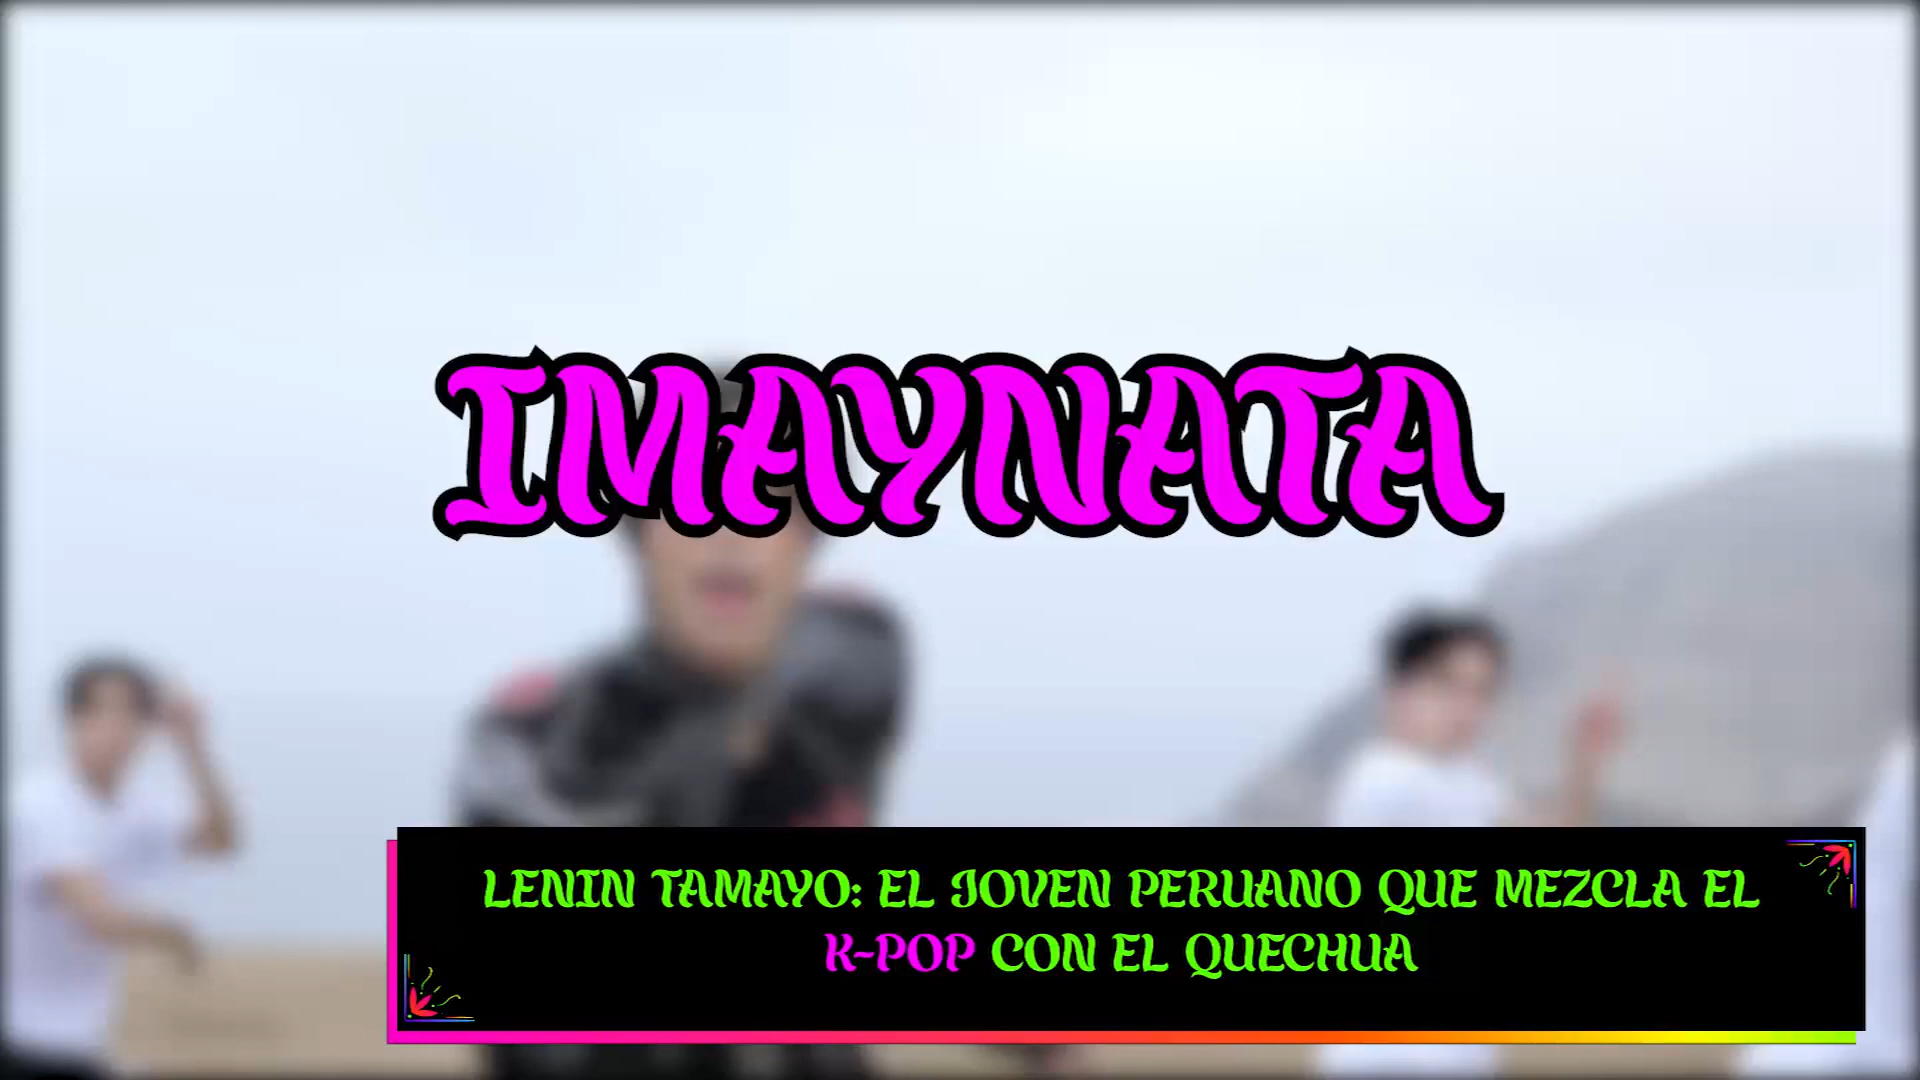 IMAYNATA
LENIN TAMAYO: EL JOVEN PERUANO QUE MEZCLA EL
K-POP CON EL QUECHUA